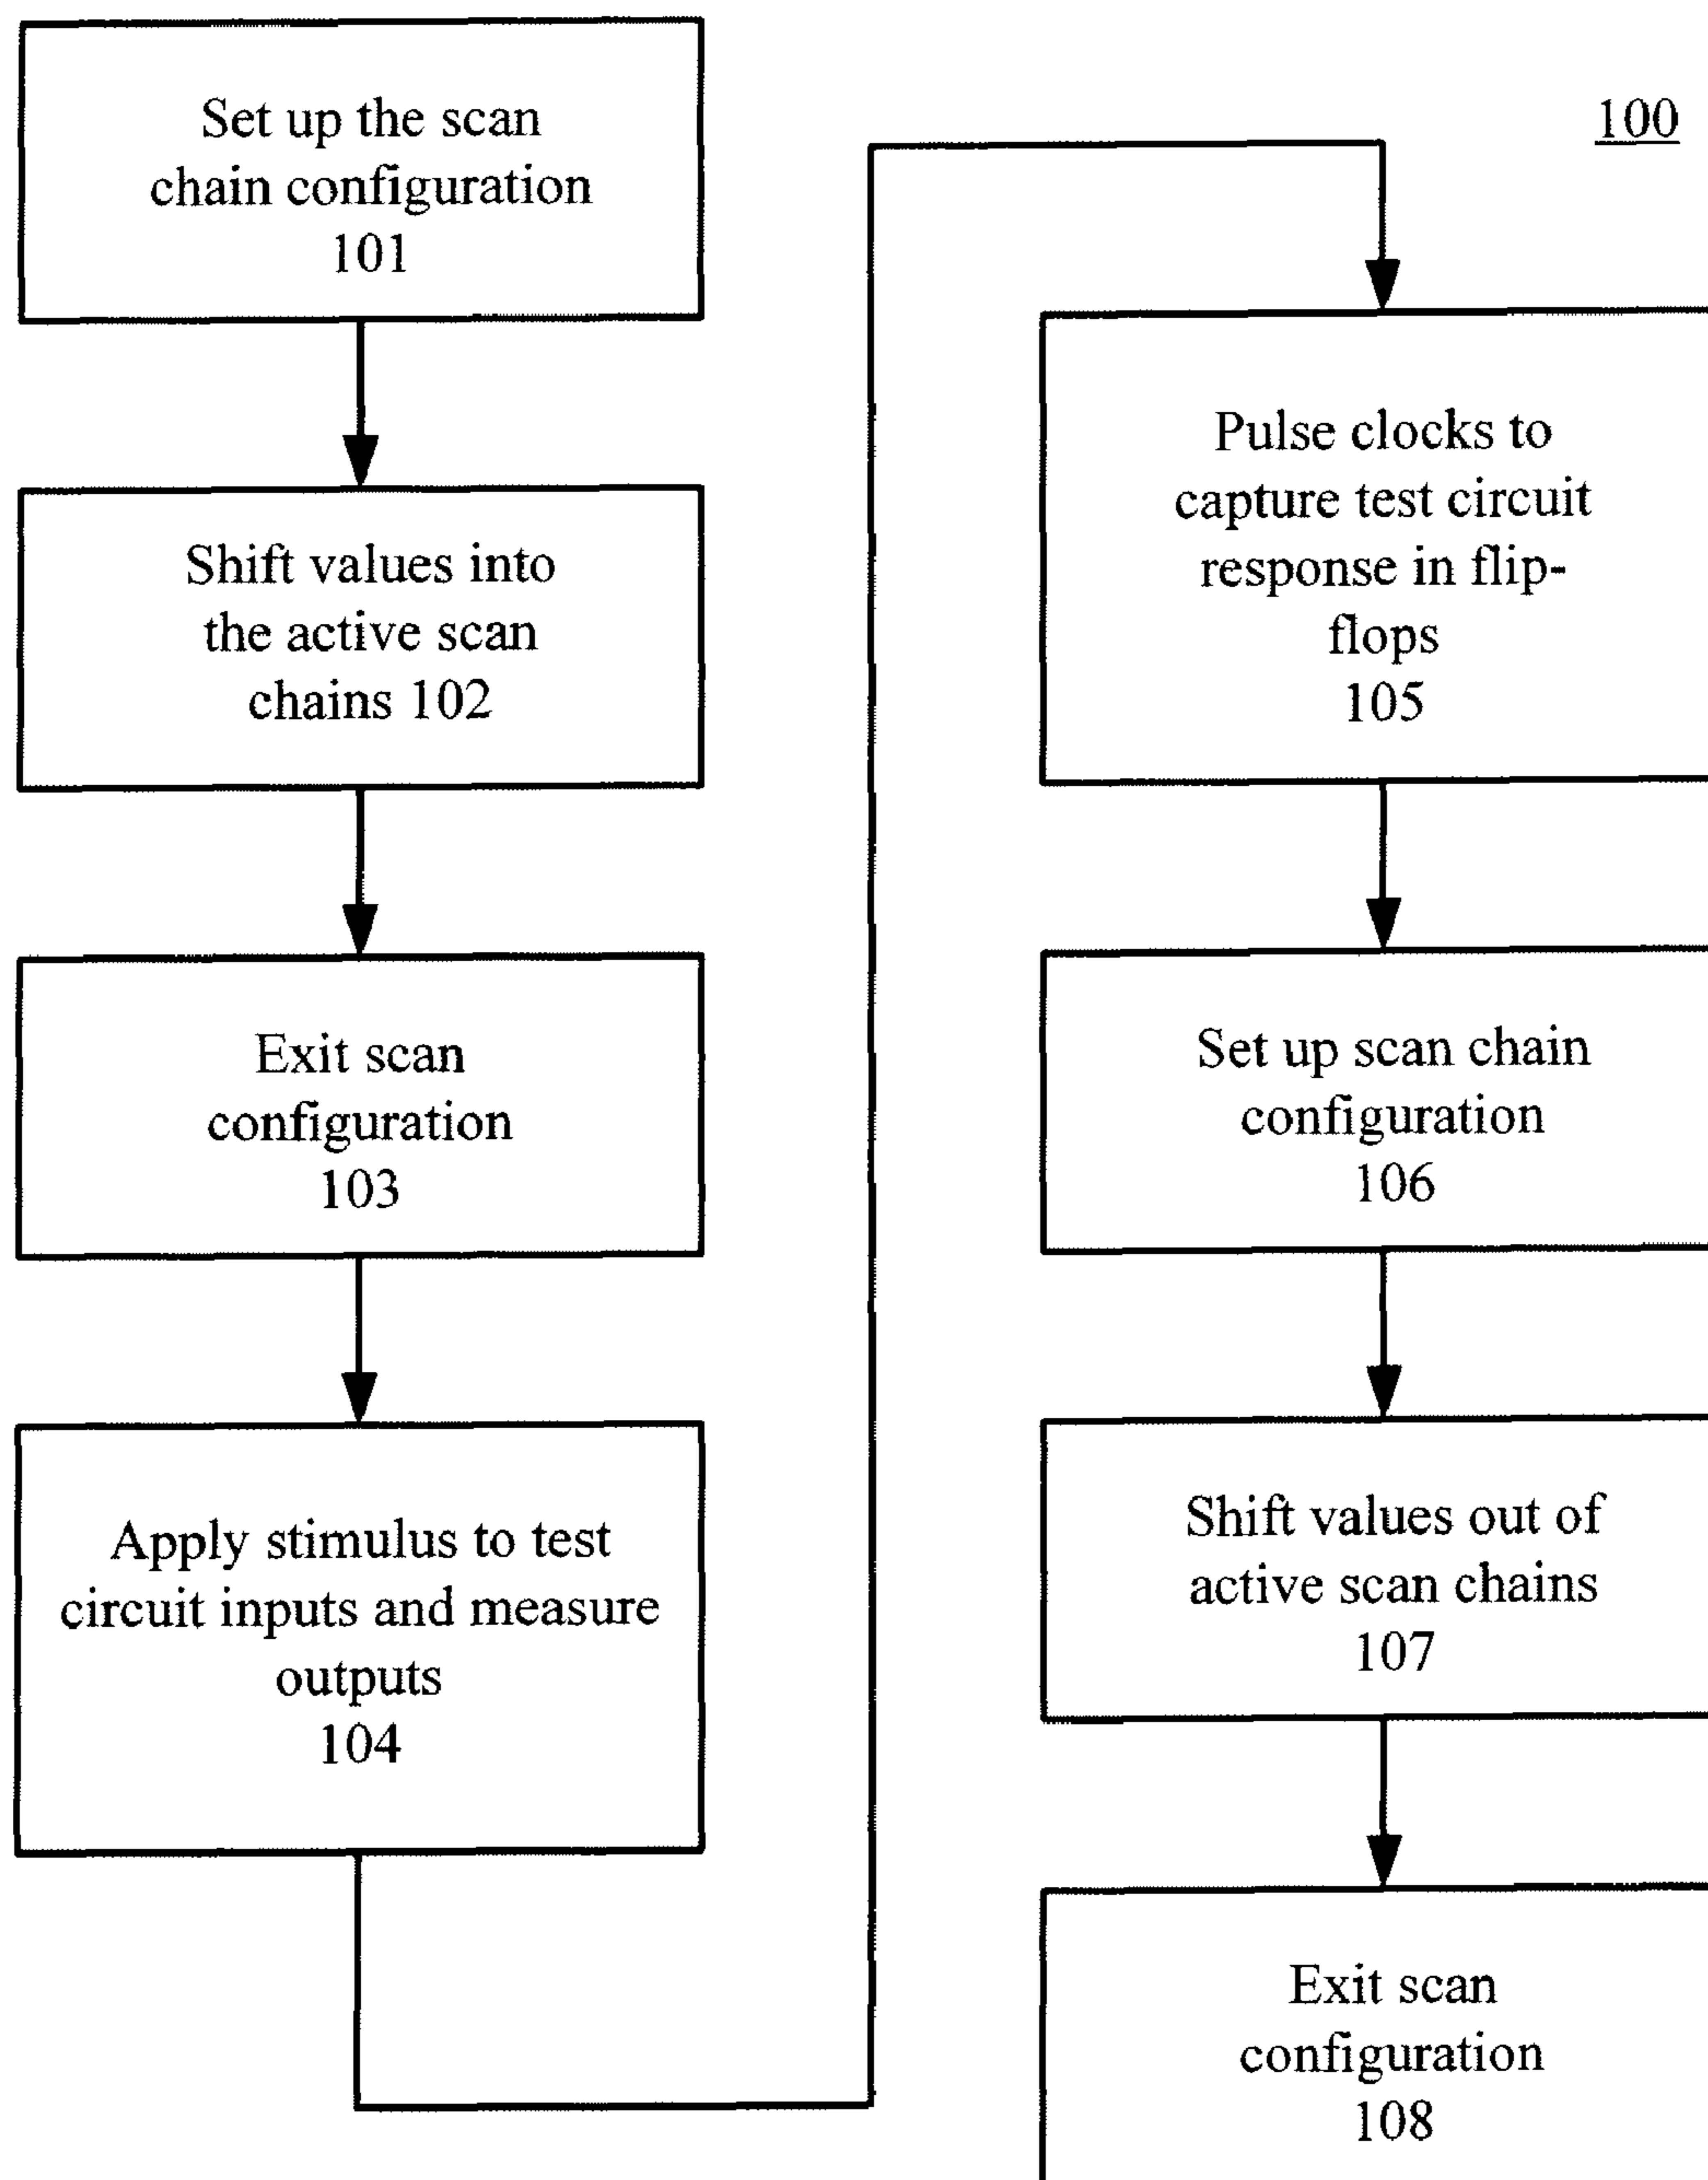 Set up the scan
chain configuration
101
Shift values into
the active scan
chains 102
Exit scan
configuration
103
Apply stimulus to test
circuit inputs and measure
outputs
104
100
Pulse clocks to
capture test circuit
response in flip-
flops
105
Set up scan chain
configuration
106
Shift values out of
active scan chains
107
Exit scan
configuration
108